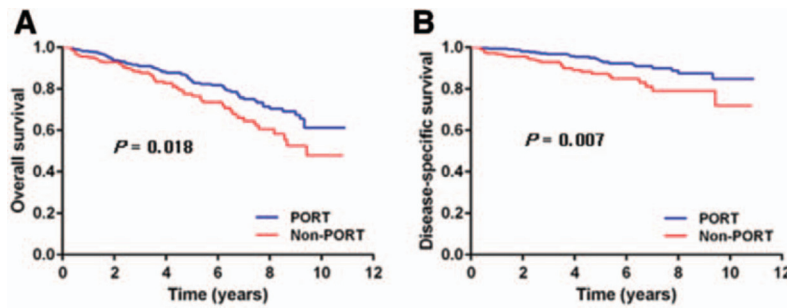 A
Overall survival
1.0
0.8
0.6
0.4
0.2
0.0
P = 0.018
PORT
Non-PORT
0 2 4 6 8 10 12
Time (years)
B
Disease-specific survival
1.0
0.8
0.6
0.4
0.2
0.0
P = 0.007
PORT
Non-PORT
0 2 4 6 8 10 12
Time (years)